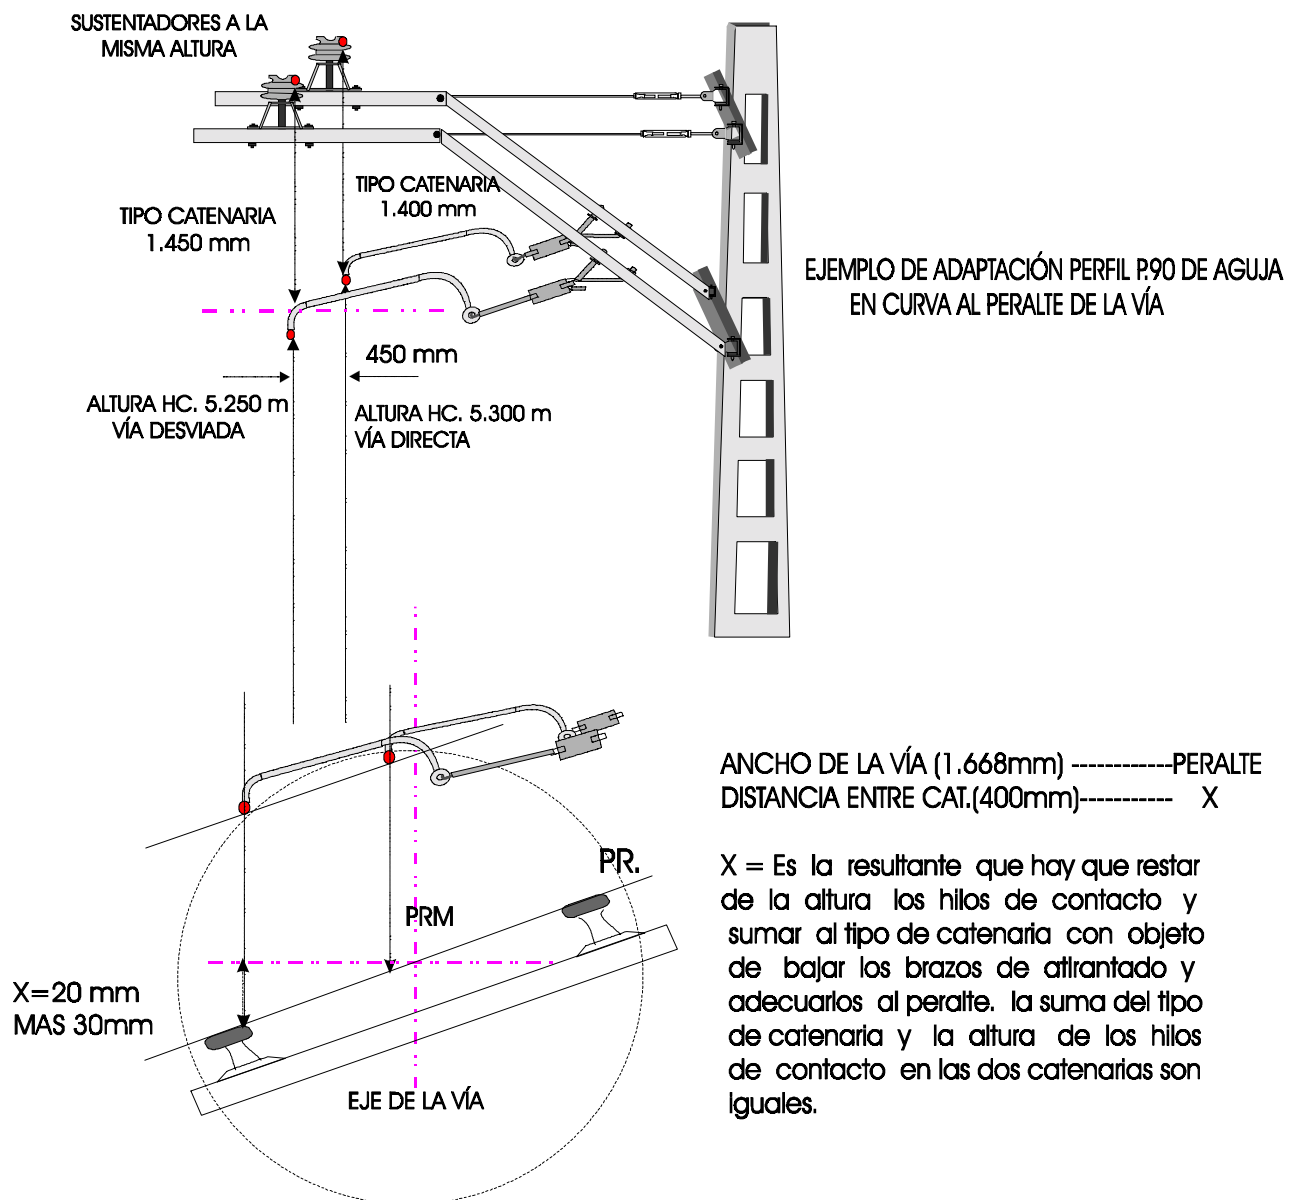 SUSTENTADORES A LA
MISMA ALTURA
TIPO CATENARIA
1.400 mm
TIPO CATENARIA
1.450 mm
EJEMPLO DE ADAPTACIÓN PERFIL P.90 DE AGUJA
EN CURVA AL PERALTE DE LA VÍA
450 mm
ALTURA HC. 5.250 m
VÍA DESVIADA
ALTURA HC. 5.300 m
VÍA DIRECTA
ANCHO DE LA VÍA (1.668mm) ------------PERALTE
DISTANCIA ENTRE CAT.(400mm)----------- X
PR.
PRM
X = Es la resultante que hay que restar
de la altura los hilos de contacto y
sumar al tipo de catenaria con objeto
de bajar los brazos de atirantado y
adecuarlos al peralte. la suma del tipo
de catenaria y la altura de los hilos
de contacto en las dos catenarias son
iguales.
X=20 mm
MAS 30mm
EJE DE LA VÍA